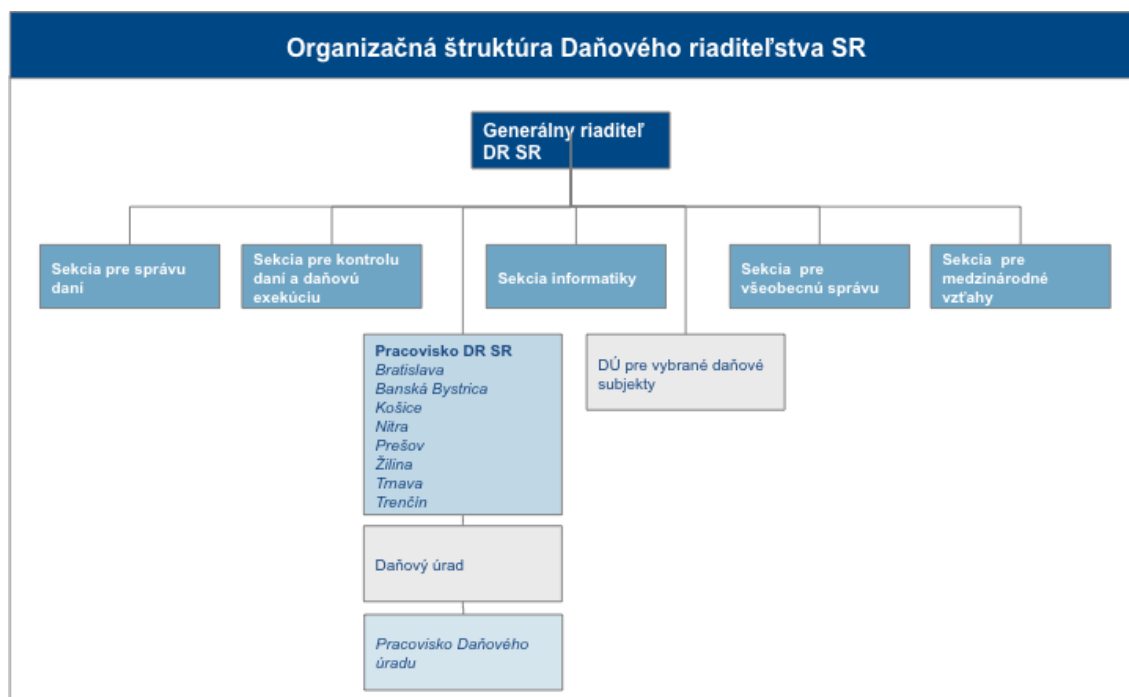 Organizačná štruktúra Daňového riaditeľstva SR
Generálny riaditeľ
DR SR
Sekcia pre správu
daní
Sekcia pre kontrolu
daní a daňovú
exekúciu
Sekcia informatiky
Sekcia pre
všeobecnú správu
Sekcia pre
medzinárodné
vzťahy
Pracovisko DR SR
Bratislava
Banská Bystrica
Košice
Nitra
Prešov
Žilina
Trnava
Trenčín
DÚ pre vybrané daňové
subjekty
Daňový úrad
Pracovisko Daňového
úradu